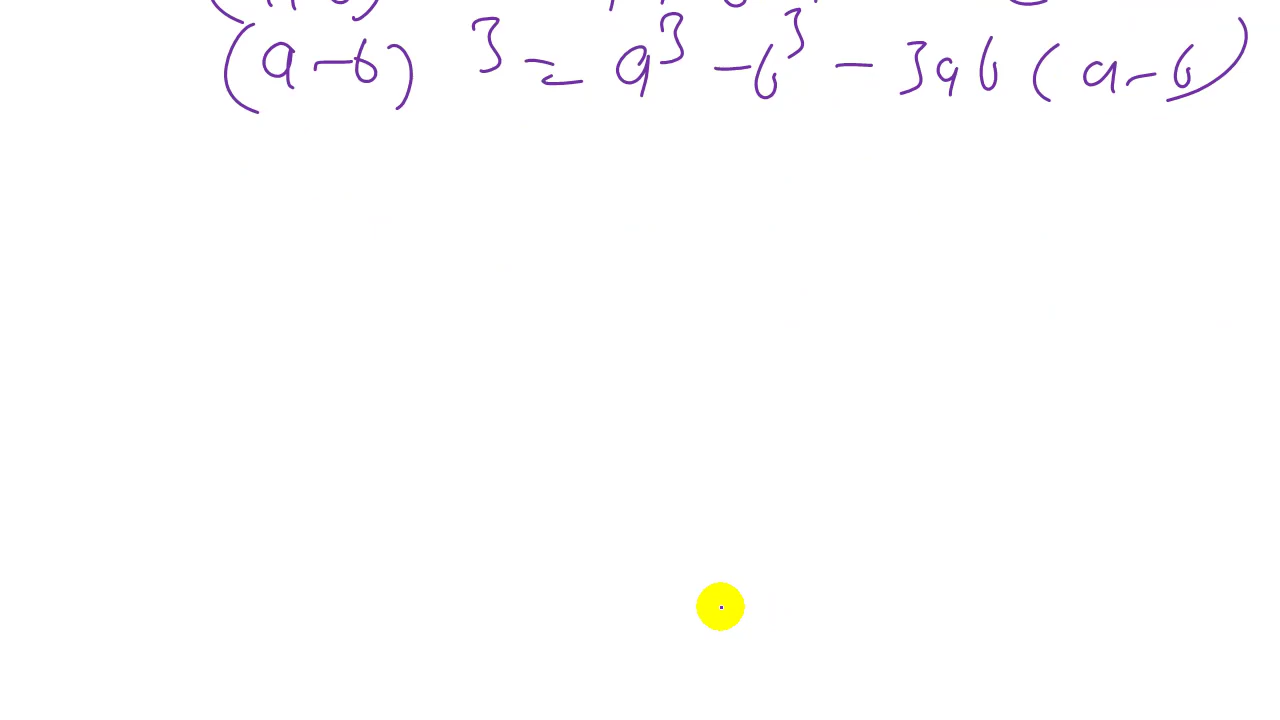 (a-b)³ = a³ - b³ - 3ab(a-b)